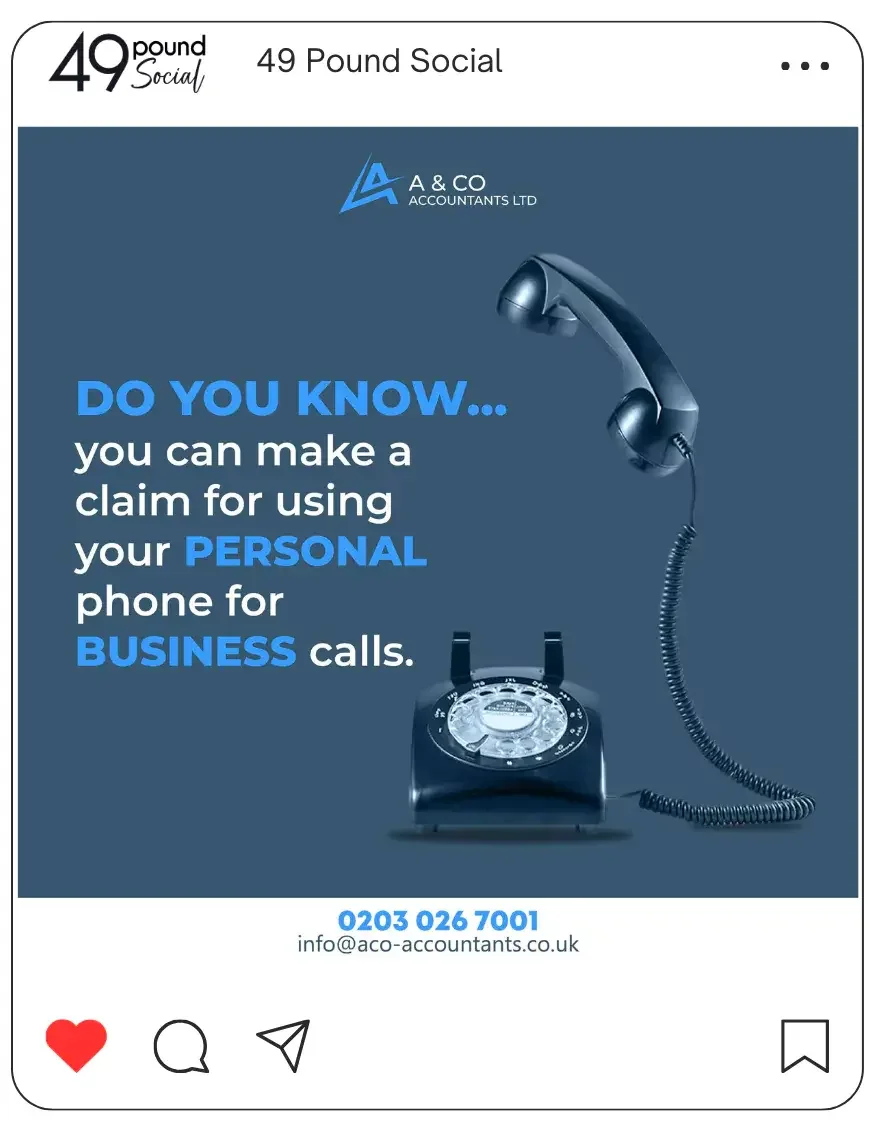 49 pound
Social
49 Pound Social
A & CO
ACCOUNTANTS LTD
DO YOU KNOW...
you can make a
claim for using
your PERSONAL
phone for
BUSINESS calls.
0203 026 7001
info@aco-accountants.co.uk